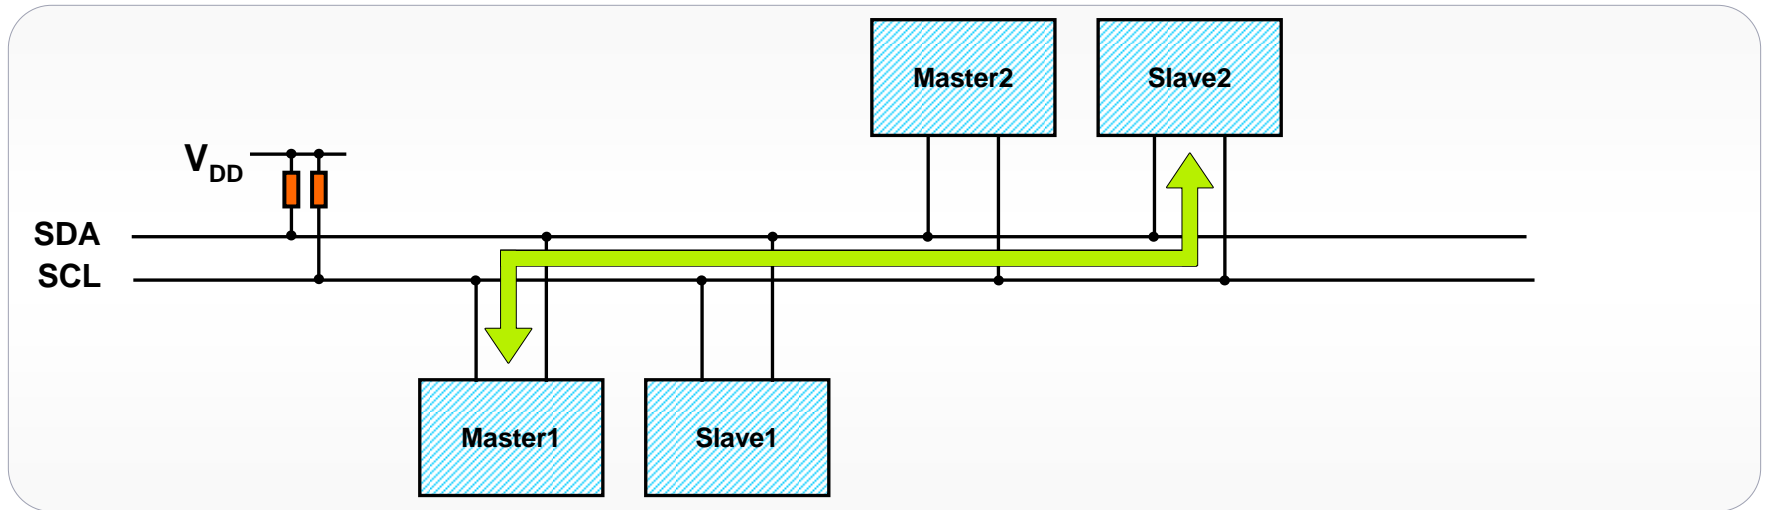 Master2
Slave2
VDD
SDA
SCL
Master1
Slave1